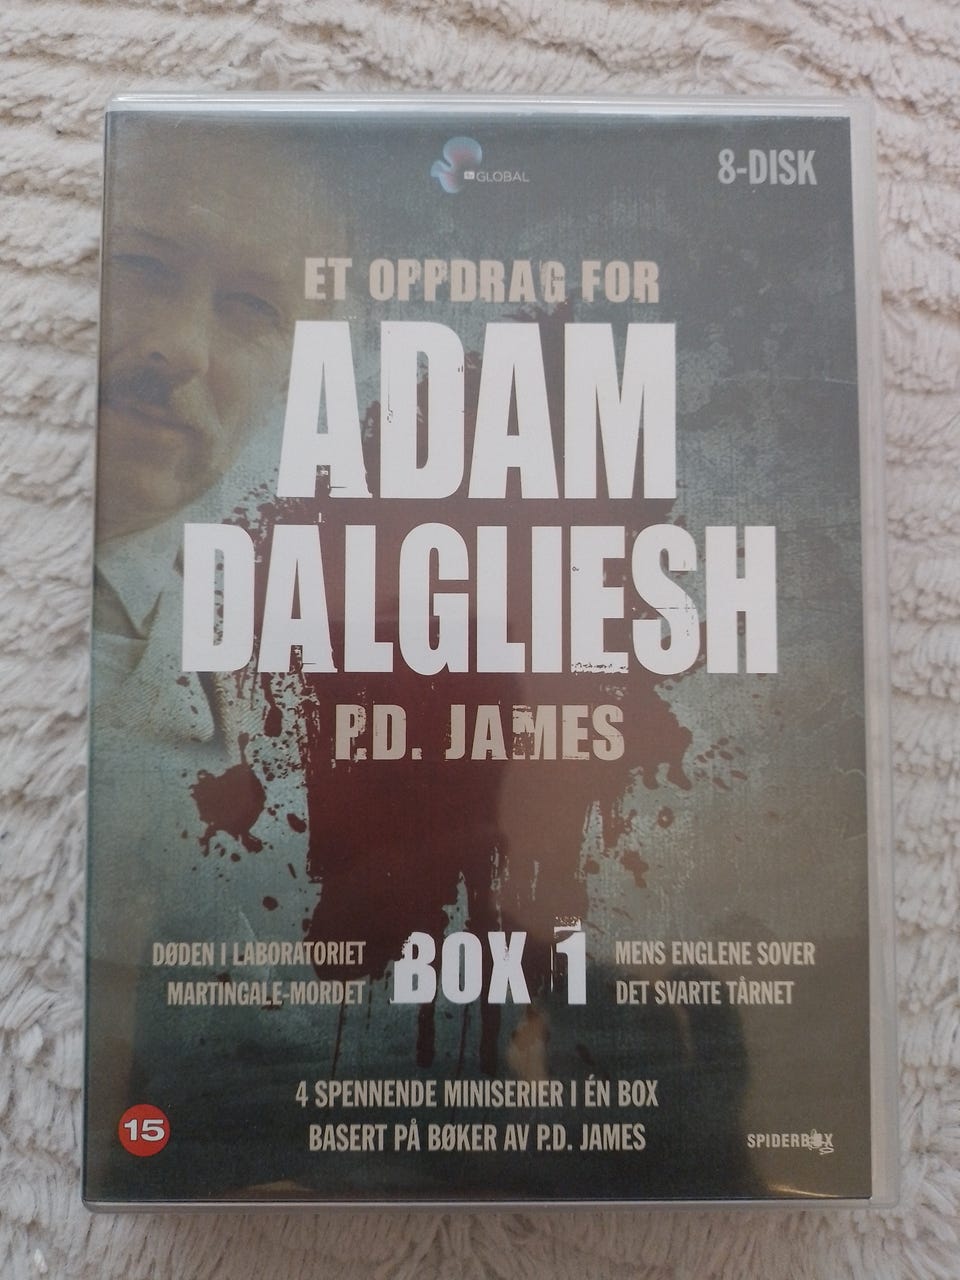 GLOBAL
8-DISK
ET OPPDRAG FOR
ADAM
DALGLIESH
P.D. JAMES
DØDEN I LABORATORIET
MARTINGALE-MORDET
BOX 1
MENS ENGLENE SOVER
DET SVARTE TÅRNET
4 SPENNENDE MINISERIER I ÉN BOX
BASERT PÅ BØKER AV P.D. JAMES
15
SPIDERBOX